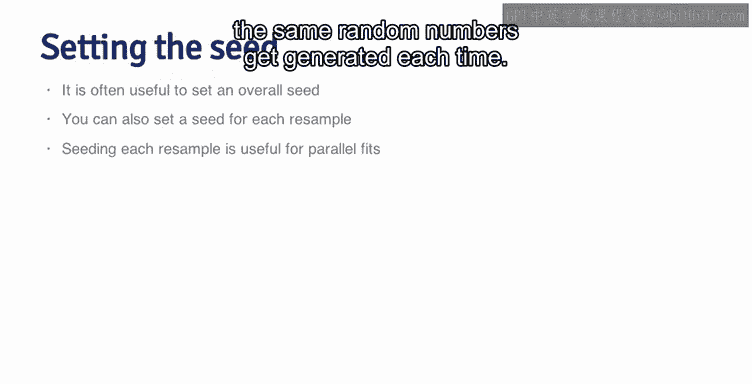 Setting the seed
the same random numbers
get generated each time.
· It is often useful to set an overall seed
· You can also set a seed for each resample
· Seeding each resample is useful for parallel fits